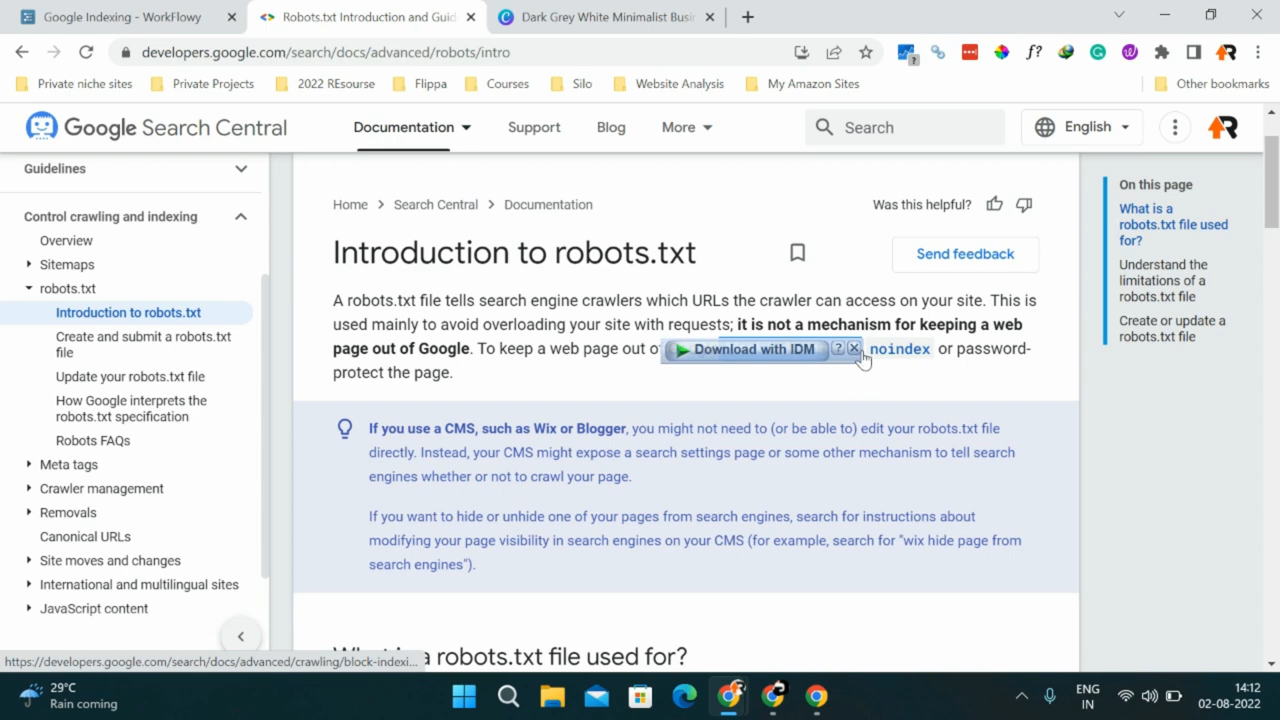 Google Indexing - WorkFlowy
Robots.txt Introduction and Guid
Dark Grey White Minimalist Busin
developers.google.com/search/docs/advanced/robots/intro
Private niche sites
Private Projects
2022 REsourse
Flippa
Courses
Silo
Website Analysis
My Amazon Sites
Other bookmarks
Google Search Central
Documentation
Support
Blog
More
Search
English
Guidelines
Control crawling and indexing
Overview
Sitemaps
robots.txt
Introduction to robots.txt
Create and submit a robots.txt
file
Update your robots.txt file
How Google interprets the
robots.txt specification
Robots FAQs
Meta tags
Crawler management
Removals
Canonical URLs
Site moves and changes
International and multilingual sites
JavaScript content
Home > Search Central > Documentation
Was this helpful?
Introduction to robots.txt
Send feedback
A robots.txt file tells search engine crawlers which URLs the crawler can access on your site. This is
used mainly to avoid overloading your site with requests; it is not a mechanism for keeping a web
page out of Google. To keep a web page out Download with IDM ? noindex or password-
protect the page.
If you use a CMS, such as Wix or Blogger, you might not need to (or be able to) edit your robots.txt file
directly. Instead, your CMS might expose a search settings page or some other mechanism to tell search
engines whether or not to crawl your page.
If you want to hide or unhide one of your pages from search engines, search for instructions about
modifying your page visibility in search engines on your CMS (for example, search for "wix hide page from
search engines").
a robots.txt file used for?
On this page
What is a
robots.txt file used
for?
Understand the
limitations of a
robots.txt file
Create or update a
robots.txt file
https://developers.google.com/search/docs/advanced/crawling/block-indexi...
29°C
Rain coming
ENG
IN
14:12
02-08-2022